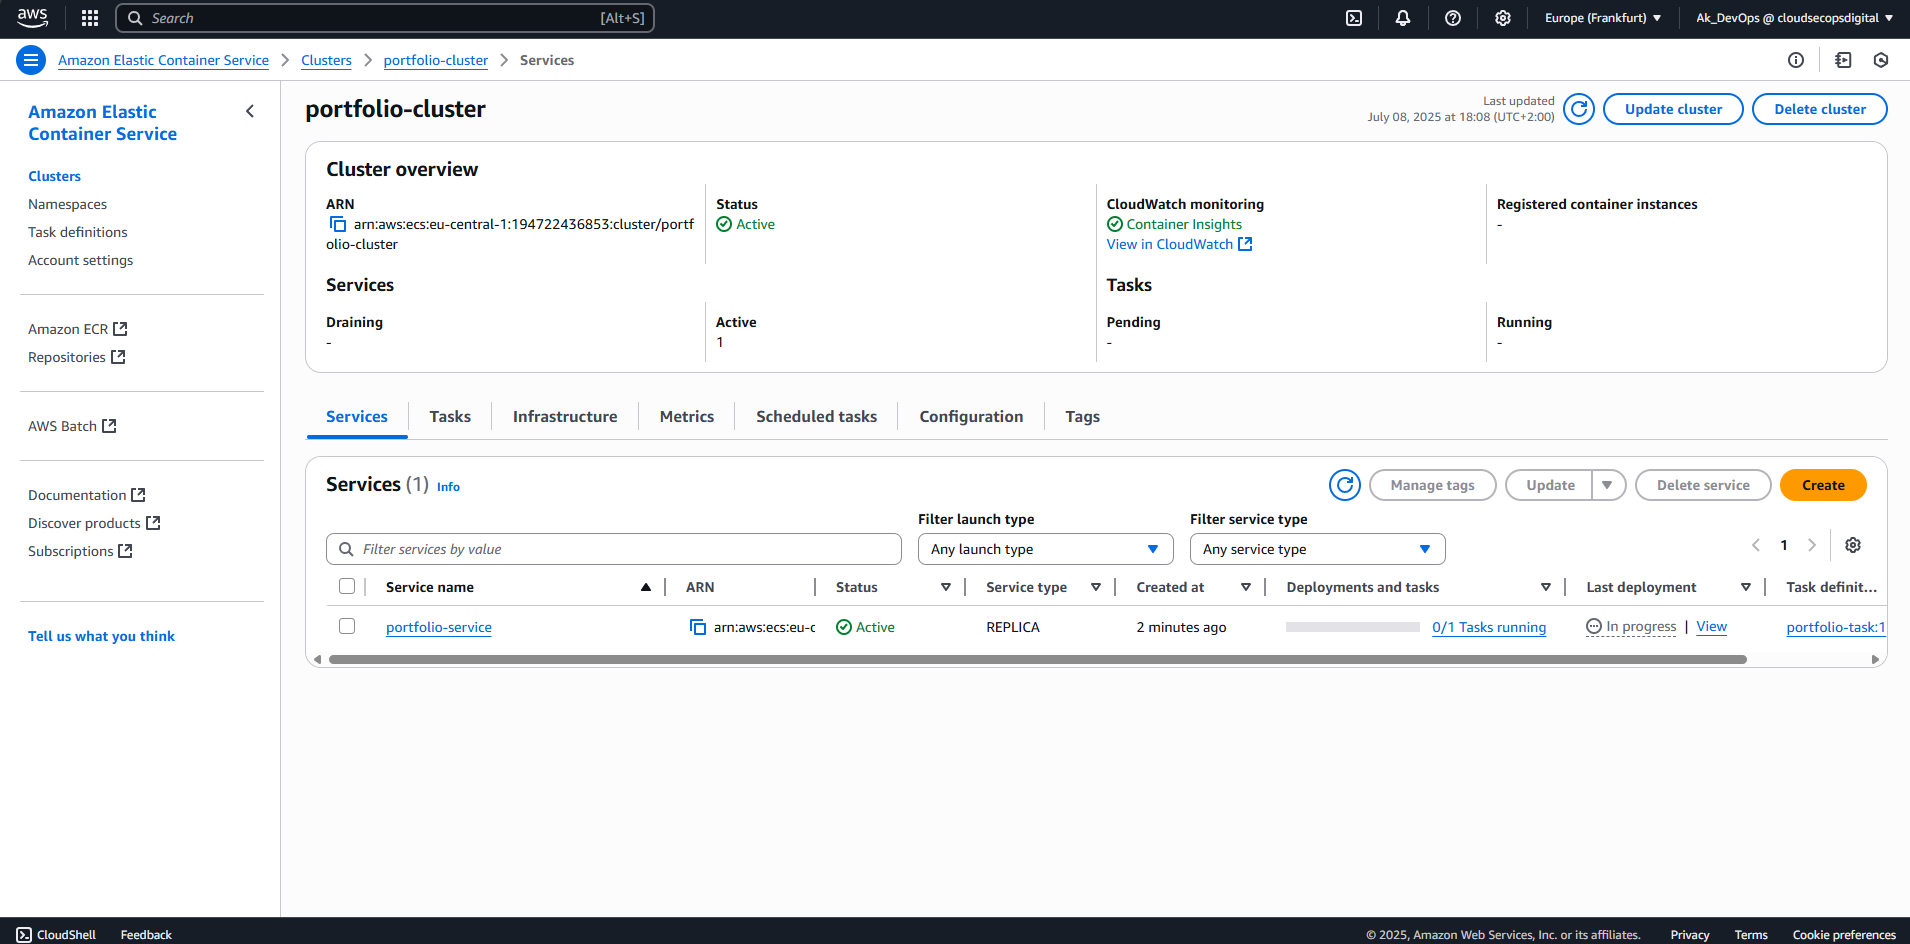 aws
Search [Alt+S]
Europe (Frankfurt)
Ak_DevOps @ cloudsecopsdigital
Amazon Elastic Container Service
Clusters
portfolio-cluster
Services
Amazon Elastic
Container Service
Clusters
Namespaces
Task definitions
Account settings
Amazon ECR
Repositories
AWS Batch
Documentation
Discover products
Subscriptions
Tell us what you think
portfolio-cluster
Last updated
July 08, 2025 at 18:08 (UTC+2:00)
Update cluster
Delete cluster
Cluster overview
ARN
arn:aws:ecs:eu-central-1:194722436853:cluster/portf
olio-cluster
Status
Active
CloudWatch monitoring
Container Insights
View in CloudWatch
Registered container instances
-
Services
Draining
-
Active
1
Tasks
Pending
-
Running
-
Services Tasks Infrastructure Metrics Scheduled tasks Configuration Tags
Services (1) Info
Manage tags
Update
Delete service
Create
Filter launch type
Filter service type
Filter services by value
Any launch type
Any service type
1
Service name ARN Status Service type Created at Deployments and tasks Last deployment Task definit...
portfolio-service arn:aws:ecs:eu-c Active REPLICA 2 minutes ago 0/1 Tasks running In progress | View portfolio-task:1
CloudShell Feedback © 2025, Amazon Web Services, Inc. or its affiliates. Privacy Terms Cookie preferences